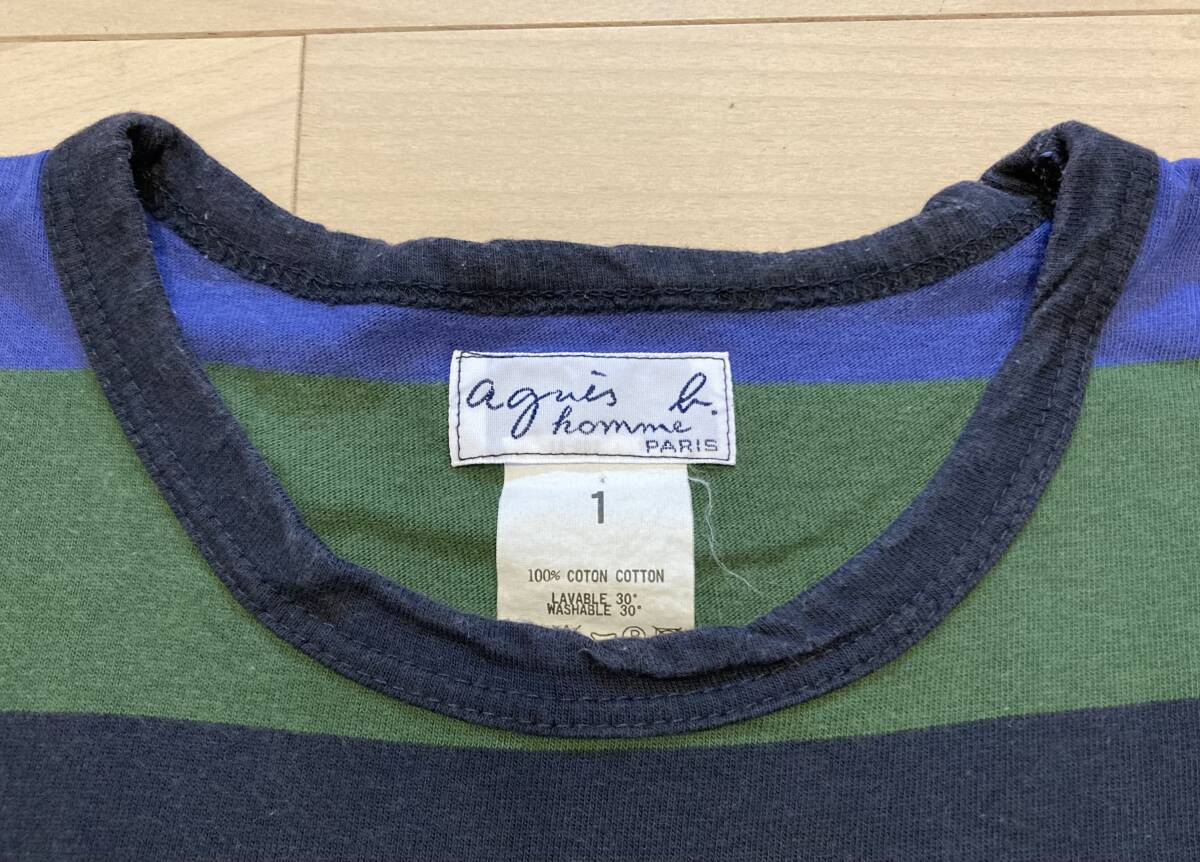 agnès b.
homme
PARIS
1
100% COTON COTTON
LAVABLE 30°
WASHABLE 30°